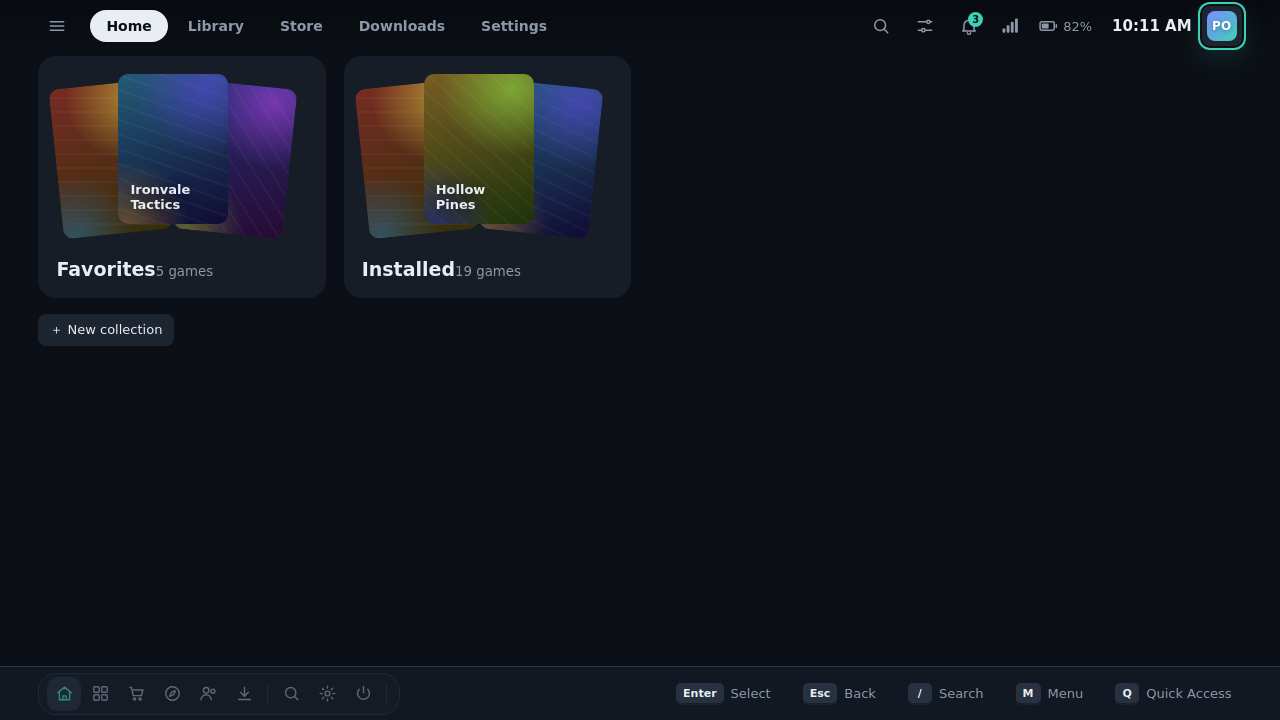 Home Library Store Downloads Settings 3 82% 10:11 AM PO
Ironvale
Tactics
Hollow
Pines
Favorites 5 games
Installed 19 games
+ New collection
Enter Select Esc Back / Search M Menu Q Quick Access